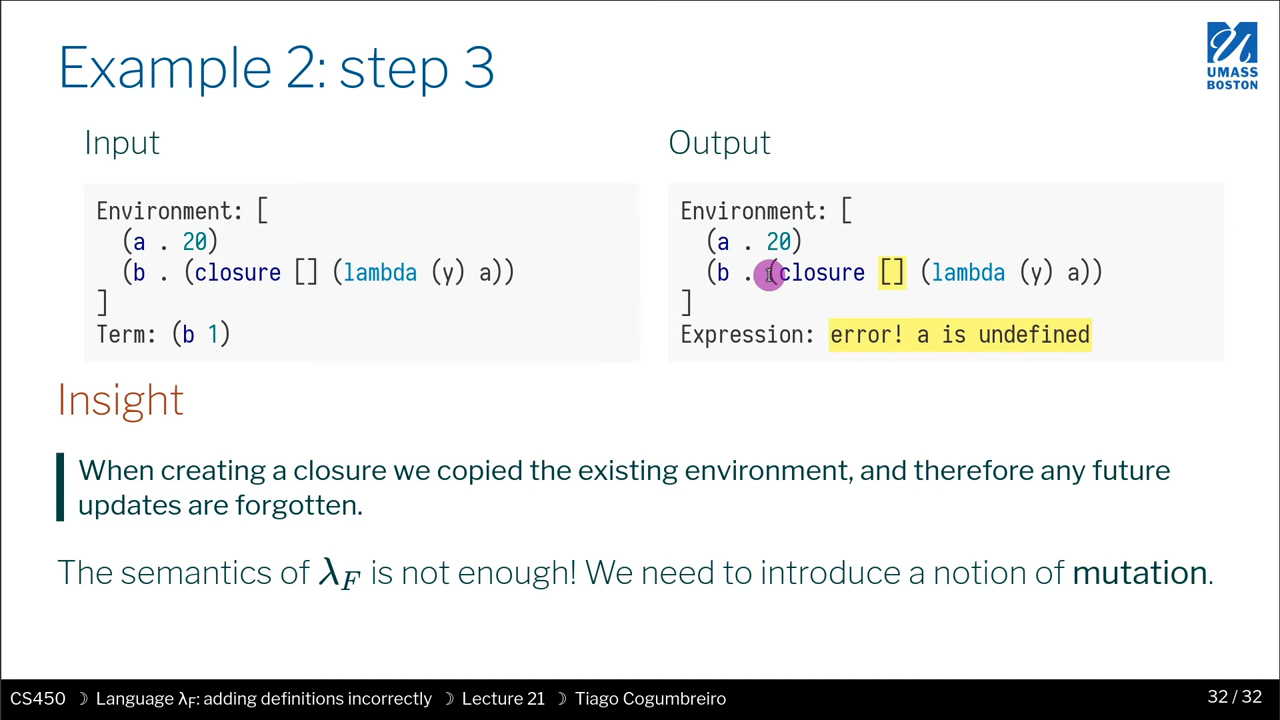 Example 2: step 3
UMASS
BOSTON
Input
Environment: [
(a . 20)
(b . (closure [] (lambda (y) a))
]
Term: (b 1)
Output
Environment: [
(a . 20)
(b . (closure [] (lambda (y) a))
]
Expression: error! a is undefined
Insight
When creating a closure we copied the existing environment, and therefore any future
updates are forgotten.
The semantics of λF is not enough! We need to introduce a notion of mutation.
CS450 ☽ Language λF: adding definitions incorrectly ☽ Lecture 21 ☽ Tiago Cogumbreiro
32 / 32